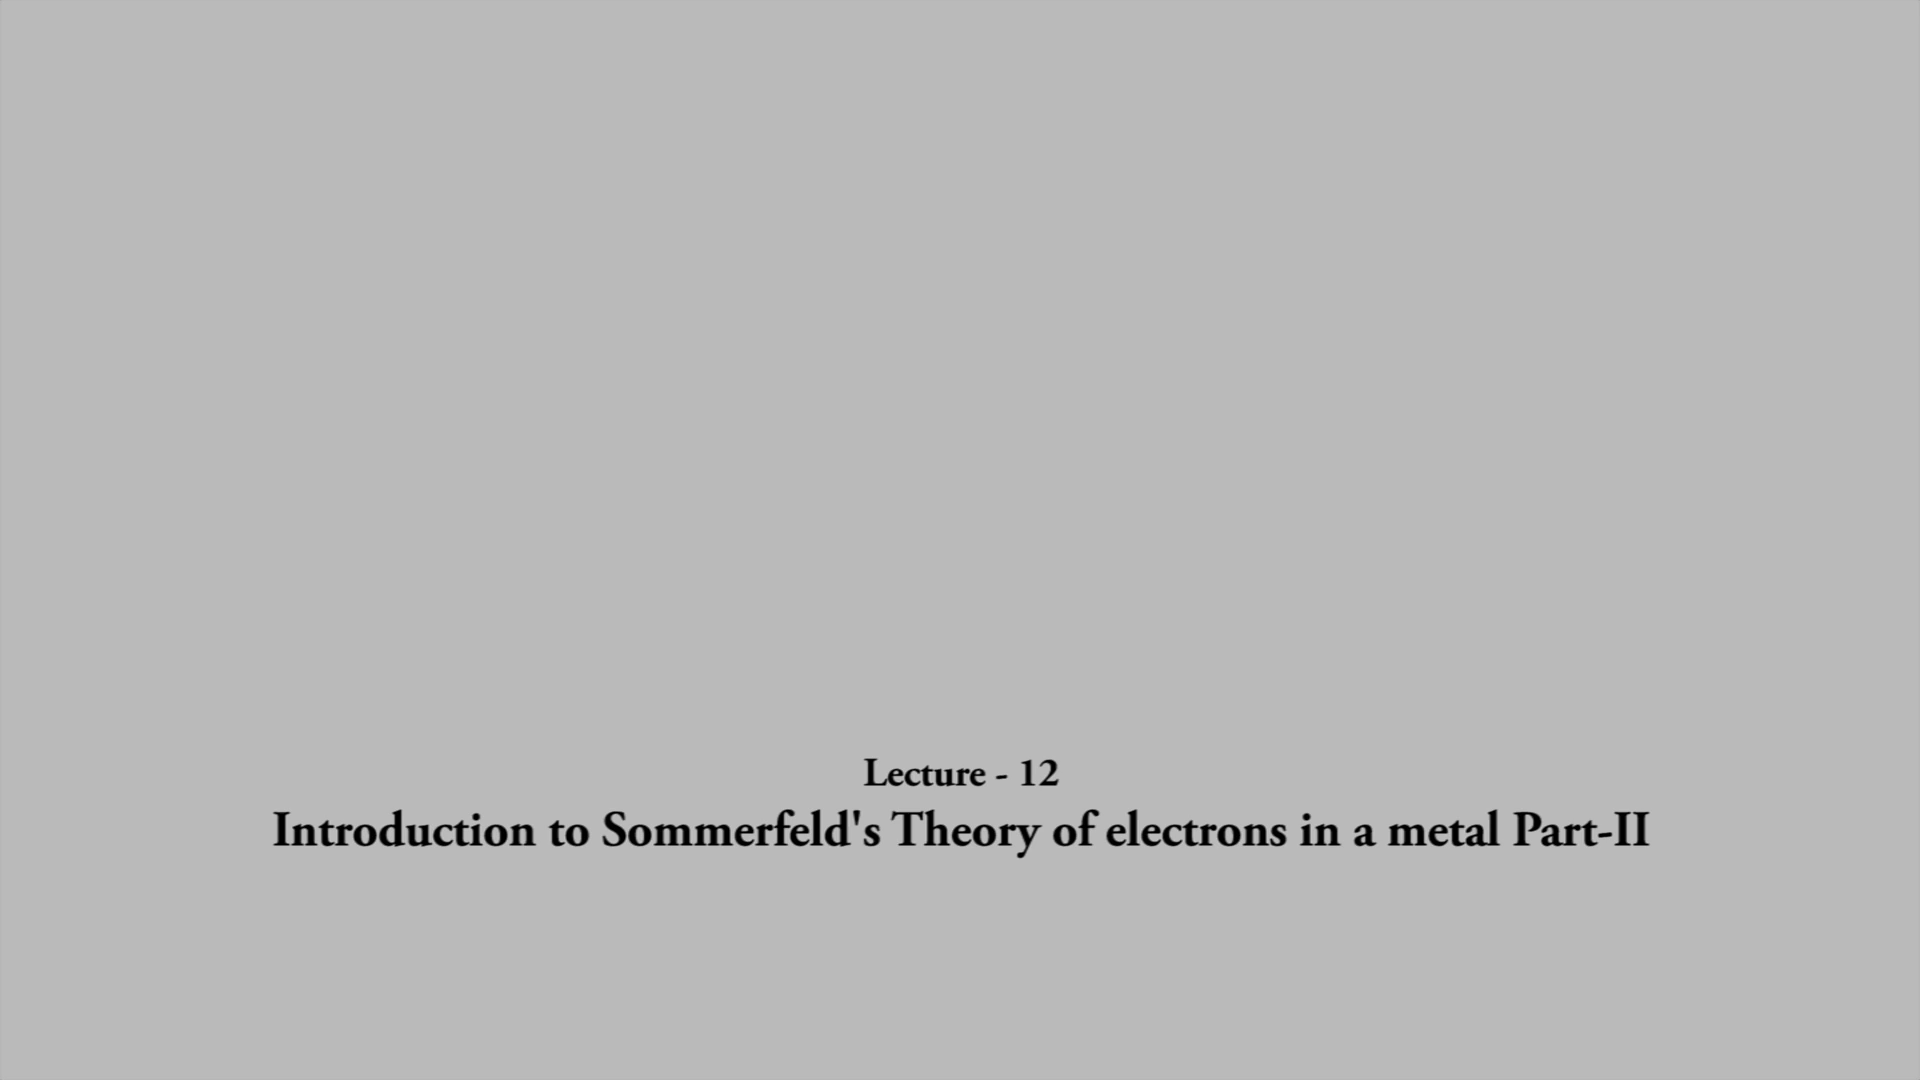 Lecture - 12
Introduction to Sommerfeld's Theory of electrons in a metal Part-II